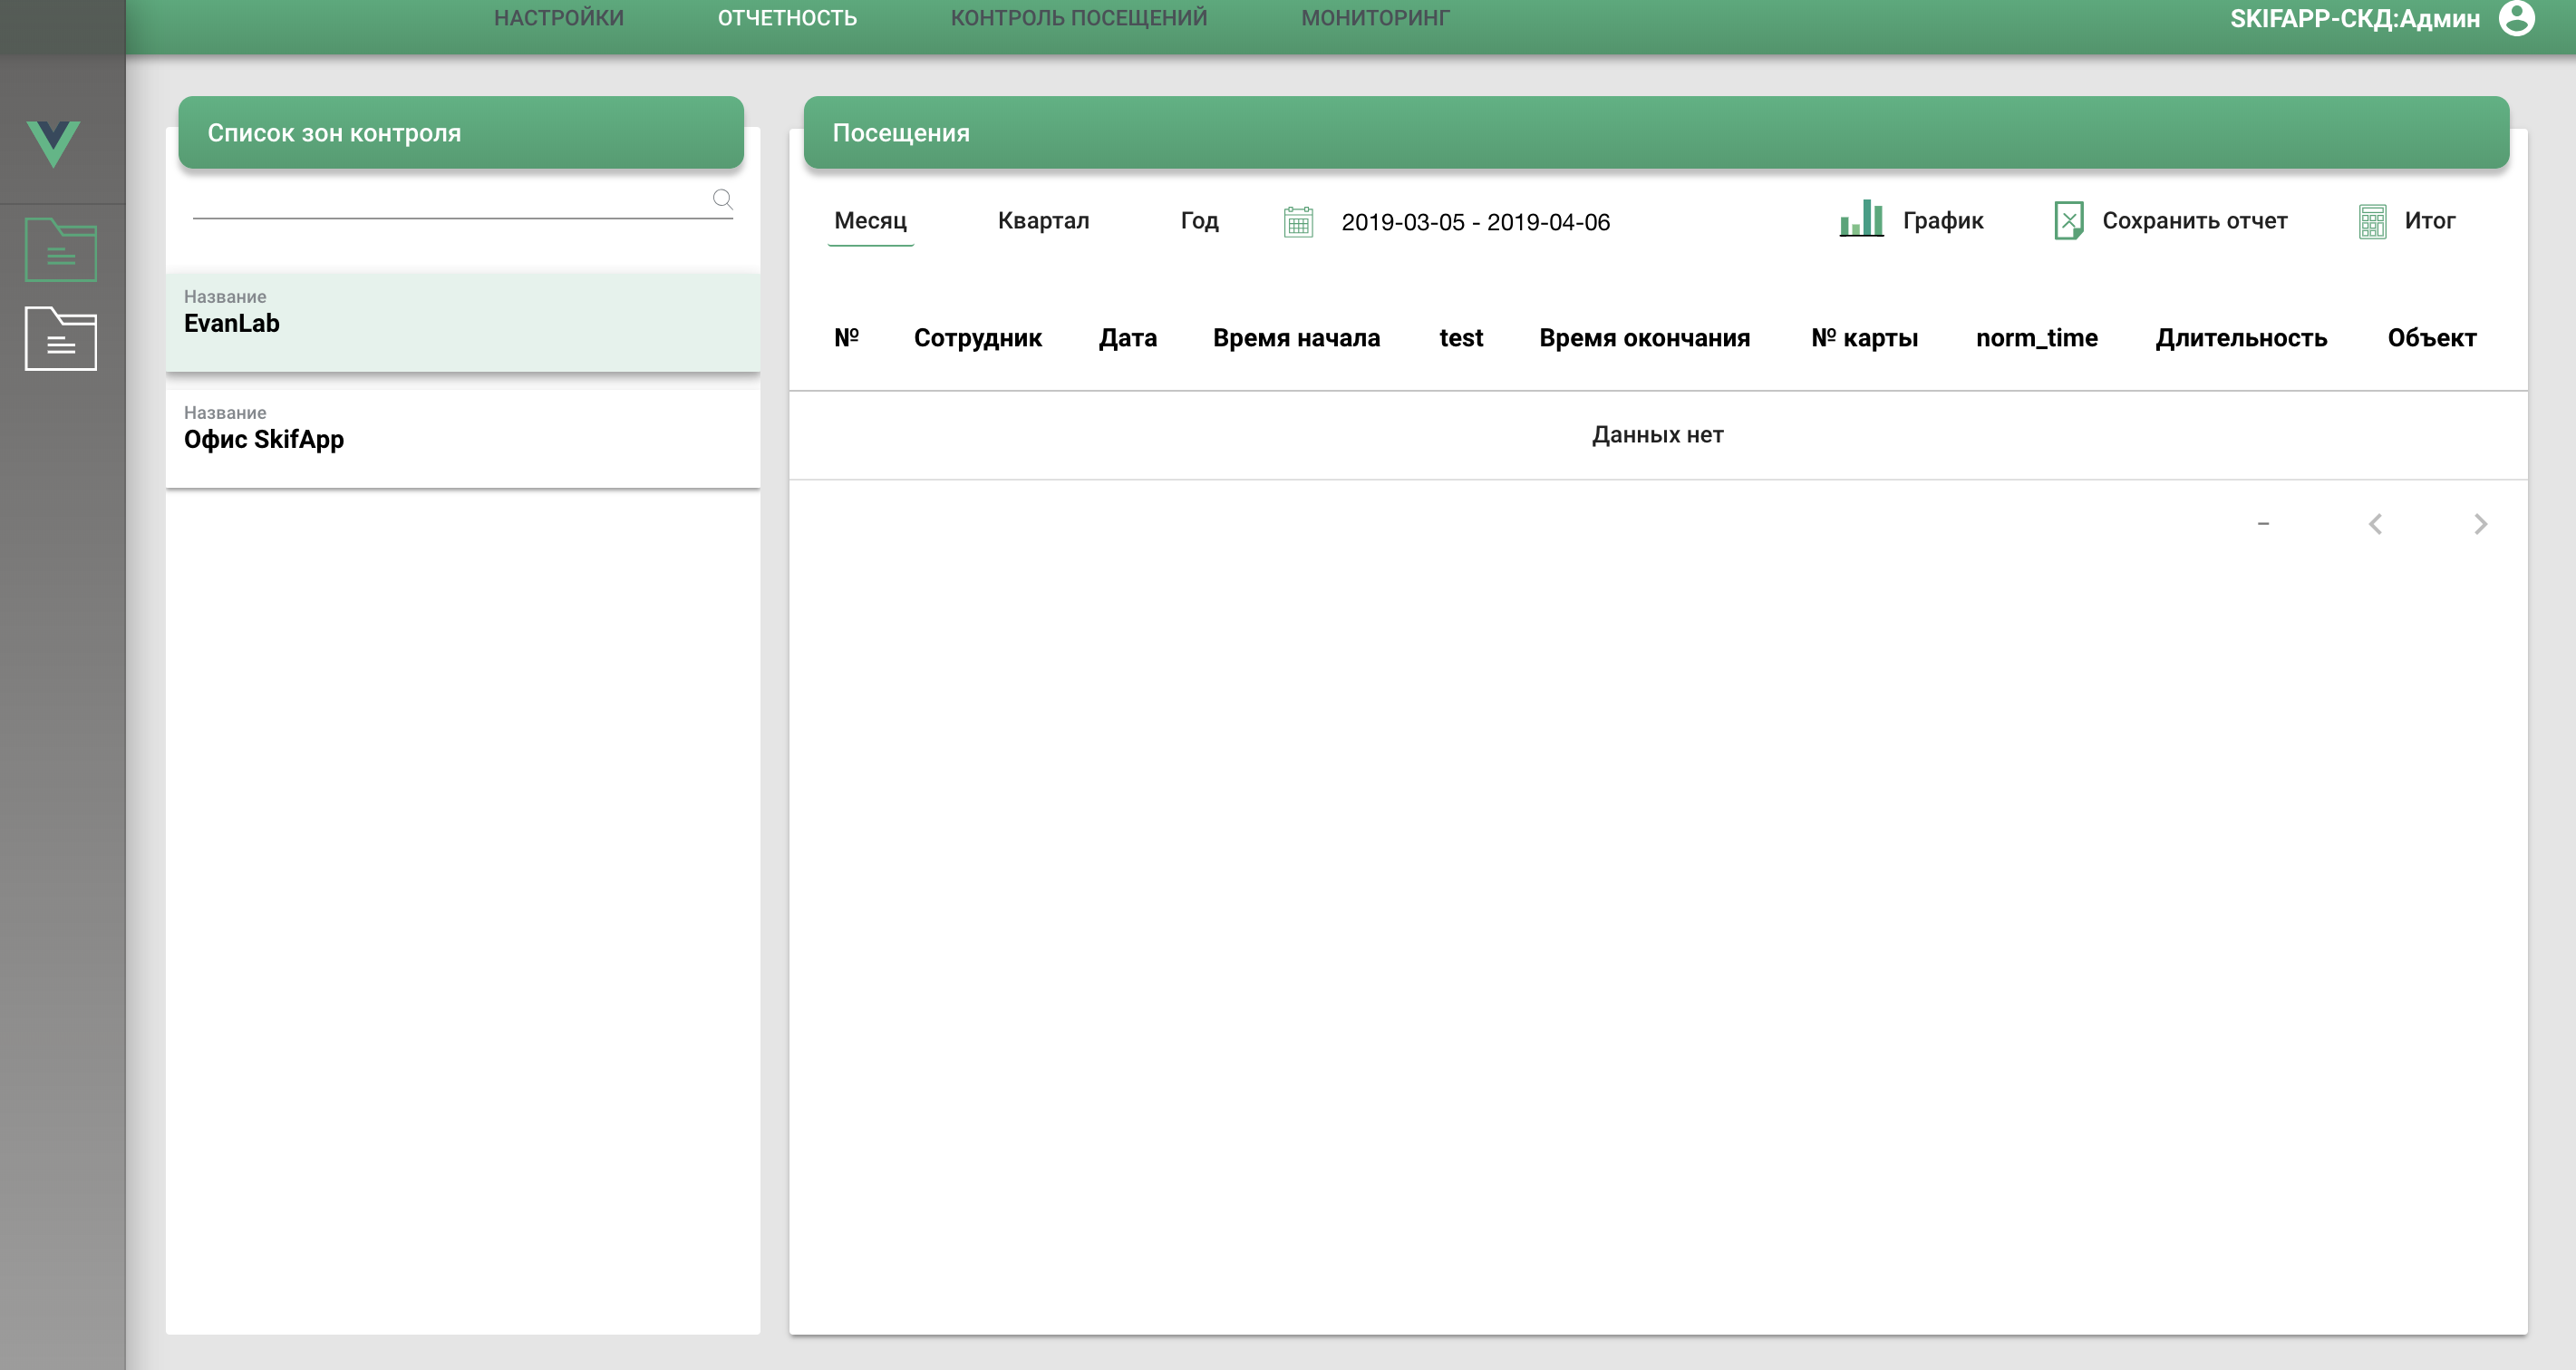 НАСТРОЙКИ ОТЧЕТНОСТЬ КОНТРОЛЬ ПОСЕЩЕНИЙ МОНИТОРИНГ SKIFAPP-СКД:Админ
Список зон контроля
Название
EvanLab
Название
Офис SkifApp
Посещения
Месяц Квартал Год 2019-03-05 - 2019-04-06 График Сохранить отчет Итог
№ Сотрудник Дата Время начала test Время окончания № карты norm_time Длительность Объект
Данных нет
–